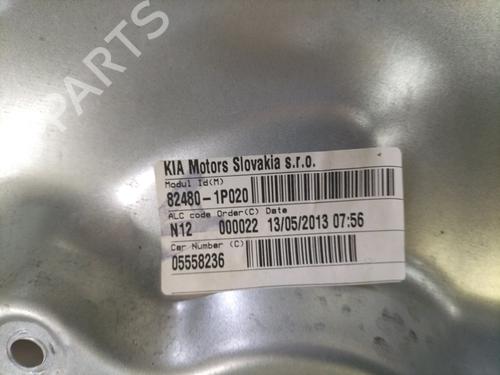 KIA Motors Slovakia s.r.o.
Modul Id(M)
82480-1P020
ALC code Order(C) Date
N12 000022 13/05/2013 07:56
Car Number (C)
05558236